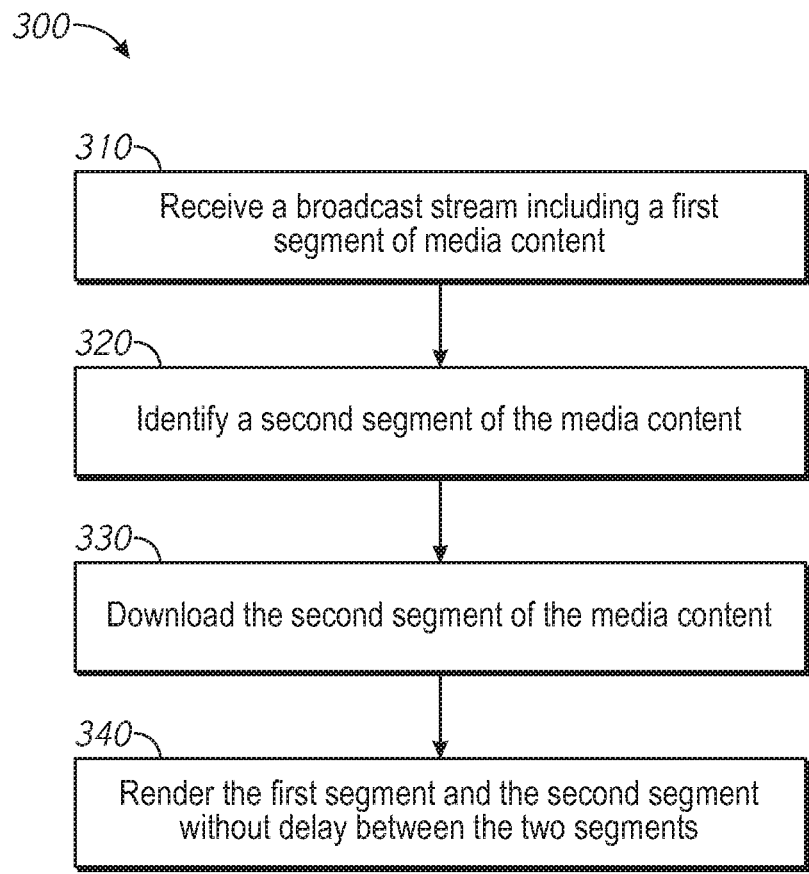 300
310
Receive a broadcast stream including a first
segment of media content
320
Identify a second segment of the media content
330
Download the second segment of the media content
340
Render the first segment and the second segment
without delay between the two segments